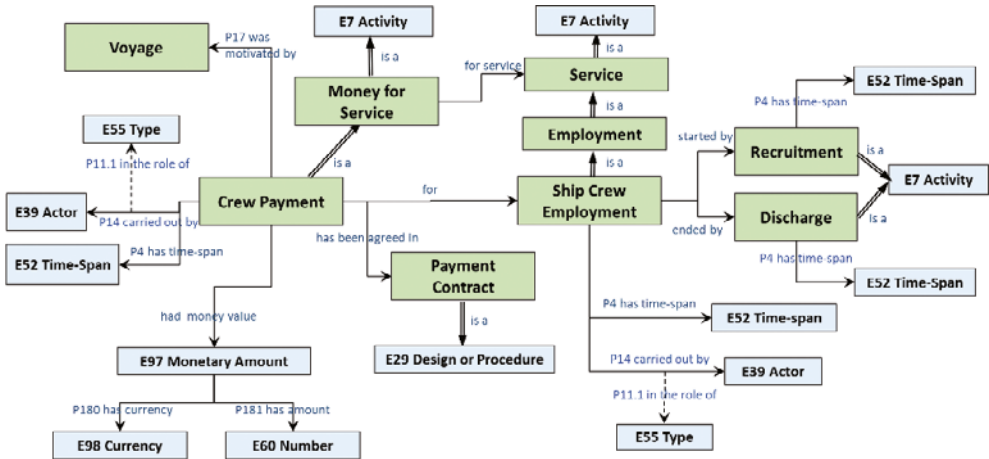 E7 Activity
E7 Activity
Voyage
P17 was
motivated by
is a
is a
for service
Service
Money for
Service
E52 Time-Span
is a
P4 has time-span
E55 Type
Employment
started by
P11.1 in the role of
is a
is a
Recruitment
is a
E7 Activity
Crew Payment
for
Ship Crew
Employment
E39 Actor
P14 carried out by
Discharge
is a
ended by
has been agreed in
P4 has time-span
E52 Time-Span
P4 has time-span
Payment
Contract
E52 Time-Span
P4 has time-span
had money value
is a
E52 Time-span
E97 Monetary Amount
E29 Design or Procedure
P14 carried out by
E39 Actor
P11.1 in the role of
P180 has currency
P181 has amount
E55 Type
E98 Currency
E60 Number